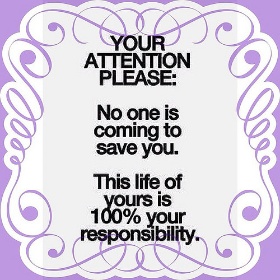 YOUR
ATTENTION
PLEASE:
No one is
coming to
save you.
This life of
yours is
100% your
responsibility.